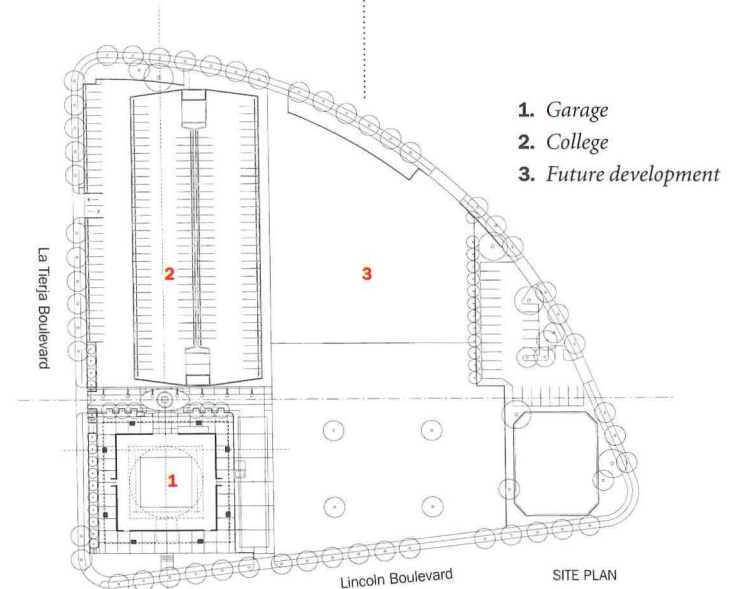 1. Garage
2. College
3. Future development
La Tierja Boulevard
2
3
1
Lincoln Boulevard
SITE PLAN